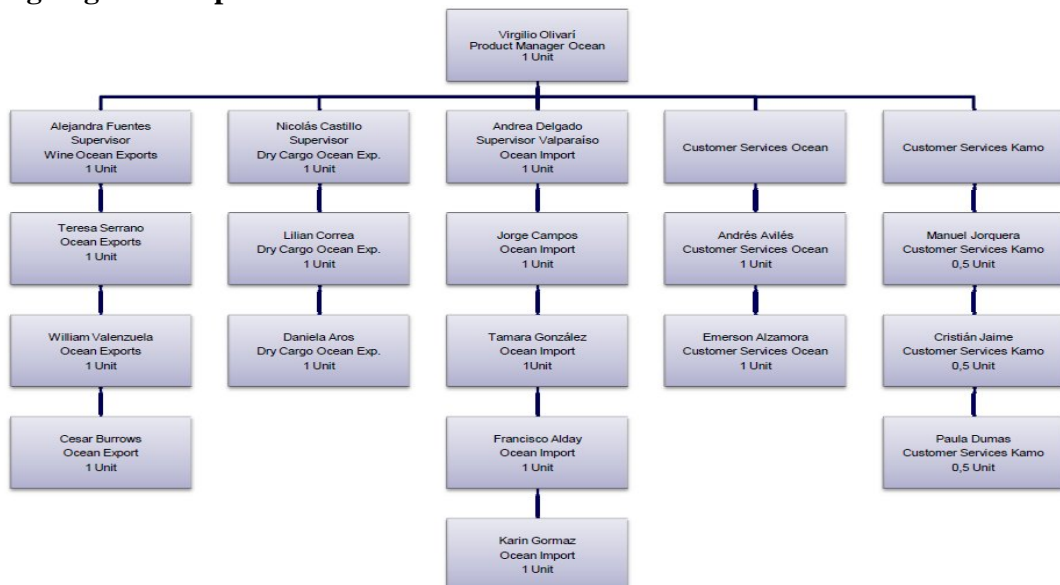 Virgilio Olivarí
Product Manager Ocean
1 Unit
Alejandra Fuentes
Supervisor
Wine Ocean Exports
1 Unit
Nicolás Castillo
Supervisor
Dry Cargo Ocean Exp.
1 Unit
Andrea Delgado
Supervisor Valparaíso
Ocean Import
1 Unit
Customer Services Ocean
Customer Services Kamo
Teresa Serrano
Ocean Exports
1 Unit
Lilian Correa
Dry Cargo Ocean Exp.
1 Unit
Jorge Campos
Ocean Import
1 Unit
Andrés Avilés
Customer Services Ocean
1 Unit
Manuel Jorquera
Customer Services Kamo
0,5 Unit
William Valenzuela
Ocean Exports
1 Unit
Daniela Aros
Dry Cargo Ocean Exp.
1 Unit
Tamara González
Ocean Import
1Unit
Emerson Alzamora
Customer Services Ocean
1 Unit
Cristián Jaime
Customer Services Kamo
0,5 Unit
Cesar Burrows
Ocean Export
1 Unit
Francisco Alday
Ocean Import
1 Unit
Paula Dumas
Customer Services Kamo
0,5 Unit
Karin Gormaz
Ocean Import
1 Unit